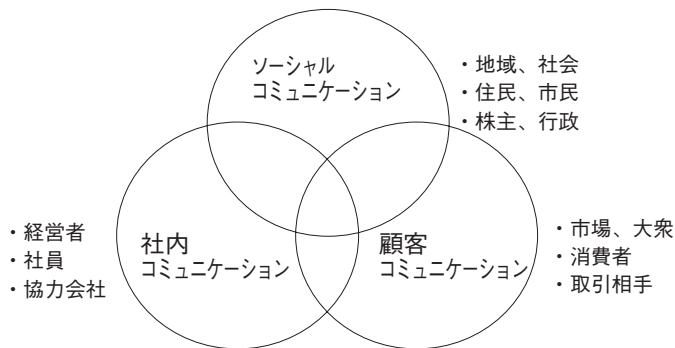 ソーシャル
コミュニケーション
・地域、社会
・住民、市民
・株主、行政
・経営者
・社員
・協力会社
社内
コミュニケーション
顧客
コミュニケーション
・市場、大衆
・消費者
・取引相手